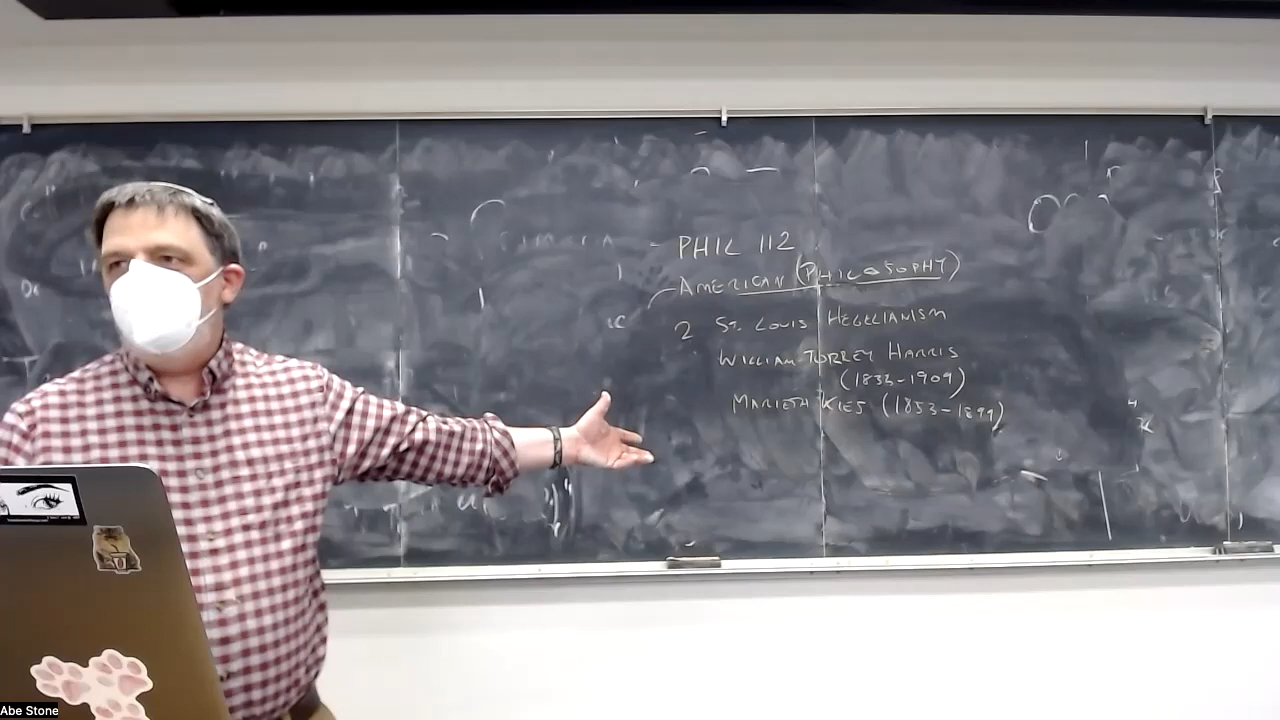 PHIL 112
AMERICAN (PHILOSOPHY)
2 ST. LOUIS HEGELIANISM
WILLIAM TORREY HARRIS
(1835-1909)
MARIETTA KIES (1853-1899)
Abe Stone